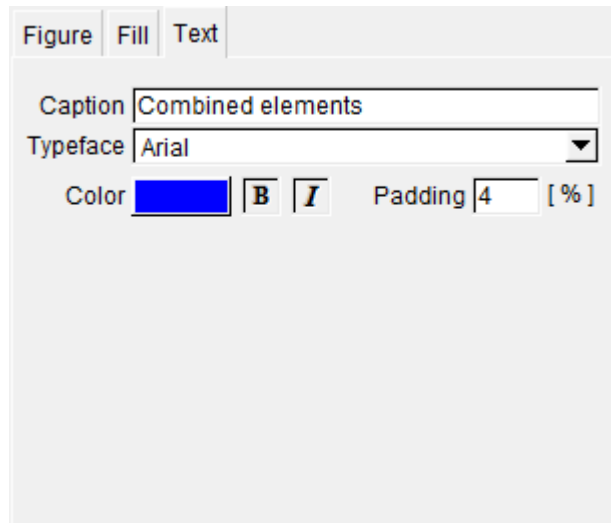 Figure Fill Text
Caption Combined elements
Typeface Arial
Color B I Padding 4 [ % ]